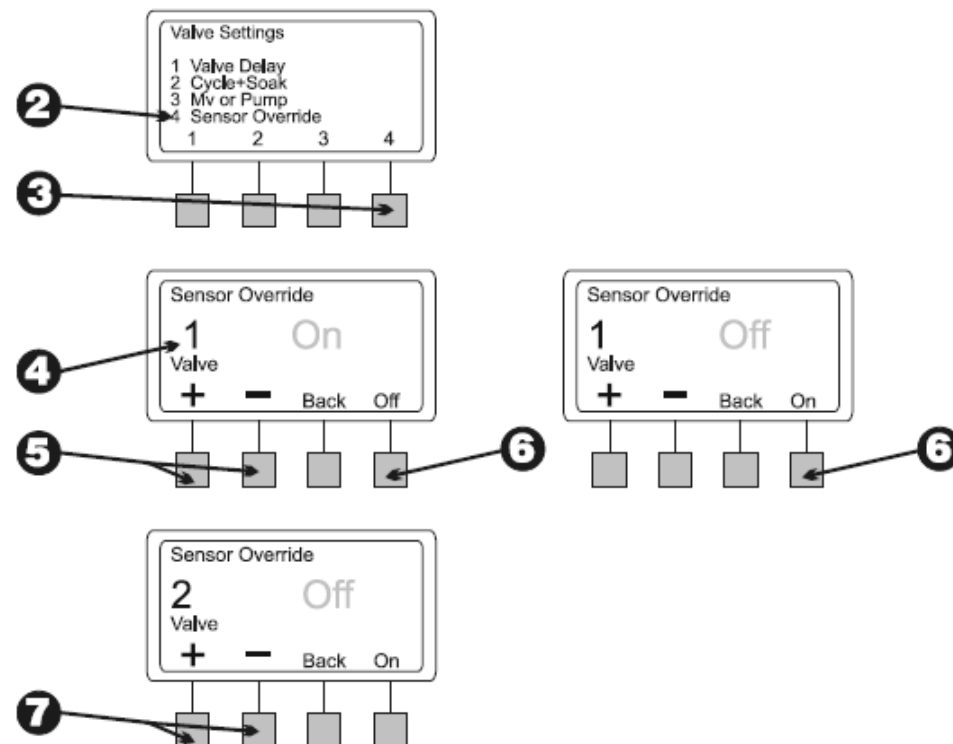 Valve Settings
1 Valve Delay
2 Cycle+Soak
3 Mv or Pump
4 Sensor Override
1 2 3 4
2
3
Sensor Override
1 On
Valve
+ − Back Off
4
5
6
Sensor Override
1 Off
Valve
+ − Back On
6
Sensor Override
2 Off
Valve
+ − Back On
7